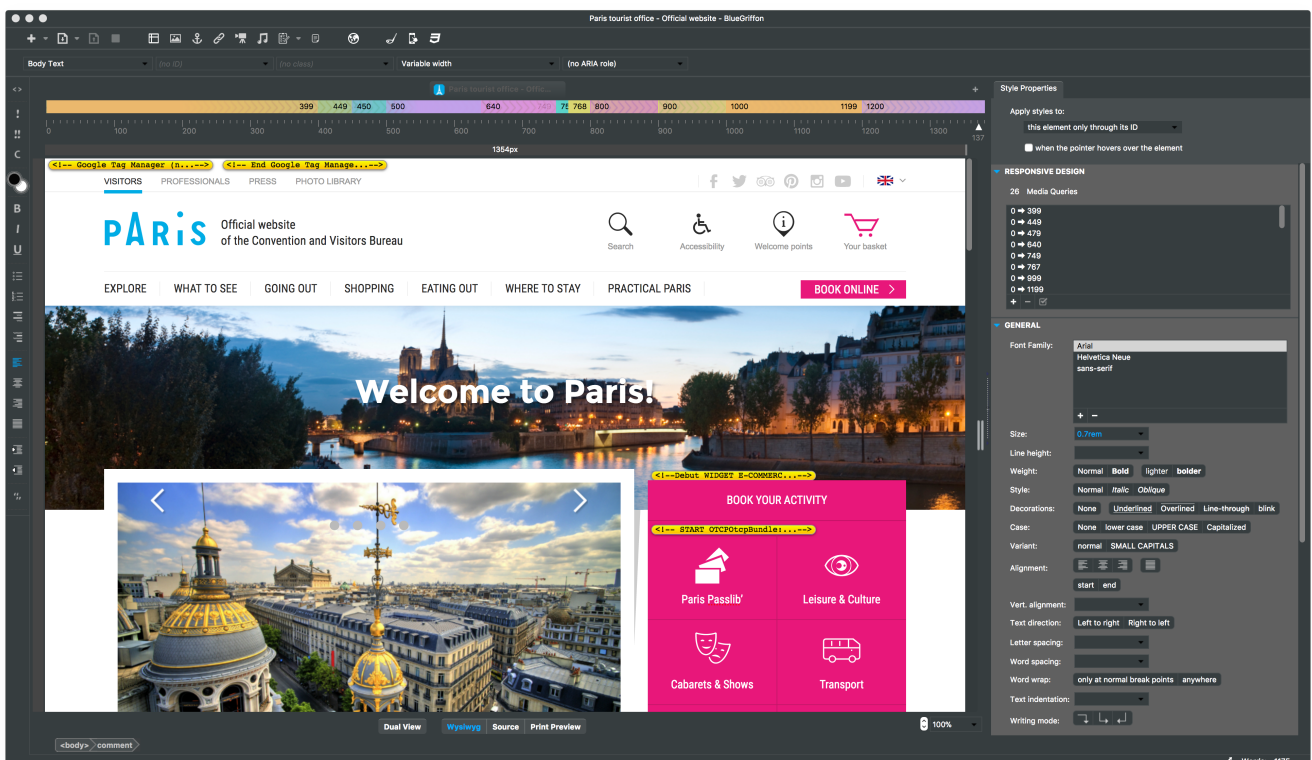 Paris tourist office - Official website - BlueGriffon
Body Text (no ID) (no class) Variable width (no ARIA role)
Paris tourist office - Offic...
Style Properties
399 449 450 500 640 749 768 800 900 1000 1199 1200
0 100 200 300 400 500 600 700 800 900 1000 1100 1200 1300
137
1354px
<!-- Google Tag Manager (n...-->
<!-- End Google Tag Manage...-->
VISITORS PROFESSIONALS PRESS PHOTO LIBRARY
PARiS
Official website
of the Convention and Visitors Bureau
Search Accessibility Welcome points Your basket
EXPLORE WHAT TO SEE GOING OUT SHOPPING EATING OUT WHERE TO STAY PRACTICAL PARIS BOOK ONLINE >
Welcome to Paris!
<!--Debut WIDGET E-COMMERC...-->
BOOK YOUR ACTIVITY
<!-- START OTCPOtcpBundle:...-->
Paris Passlib' Leisure & Culture
Cabarets & Shows Transport
Dual View Wysiwyg Source Print Preview 100%
<body> comment
Apply styles to:
this element only through its ID
when the pointer hovers over the element
RESPONSIVE DESIGN
26 Media Queries
0 ➡ 399
0 ➡ 449
0 ➡ 479
0 ➡ 640
0 ➡ 749
0 ➡ 767
0 ➡ 999
0 ➡ 1199
GENERAL
Font Family: Arial
Helvetica Neue
sans-serif
Size: 0.7rem
Line height:
Weight: Normal Bold lighter bolder
Style: Normal Italic Oblique
Decorations: None Underlined Overlined Line-through blink
Case: None lower case UPPER CASE Capitalized
Variant: normal SMALL CAPITALS
Alignment:
start end
Vert. alignment:
Text direction: Left to right Right to left
Letter spacing:
Word spacing:
Word wrap: only at normal break points anywhere
Text indentation:
Writing mode: